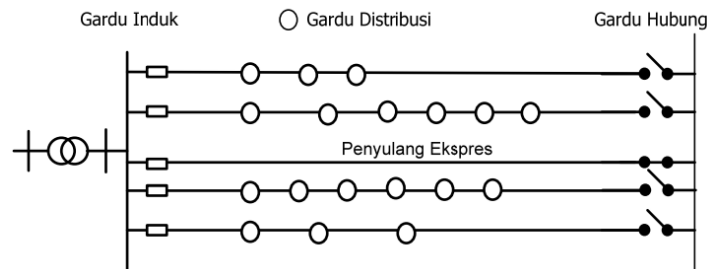 Gardu Induk
Gardu Distribusi
Gardu Hubung
Penyulang Ekspres